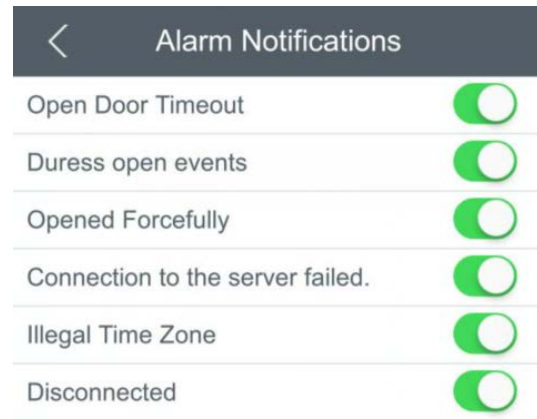 Alarm Notifications
Open Door Timeout
Duress open events
Opened Forcefully
Connection to the server failed.
Illegal Time Zone
Disconnected